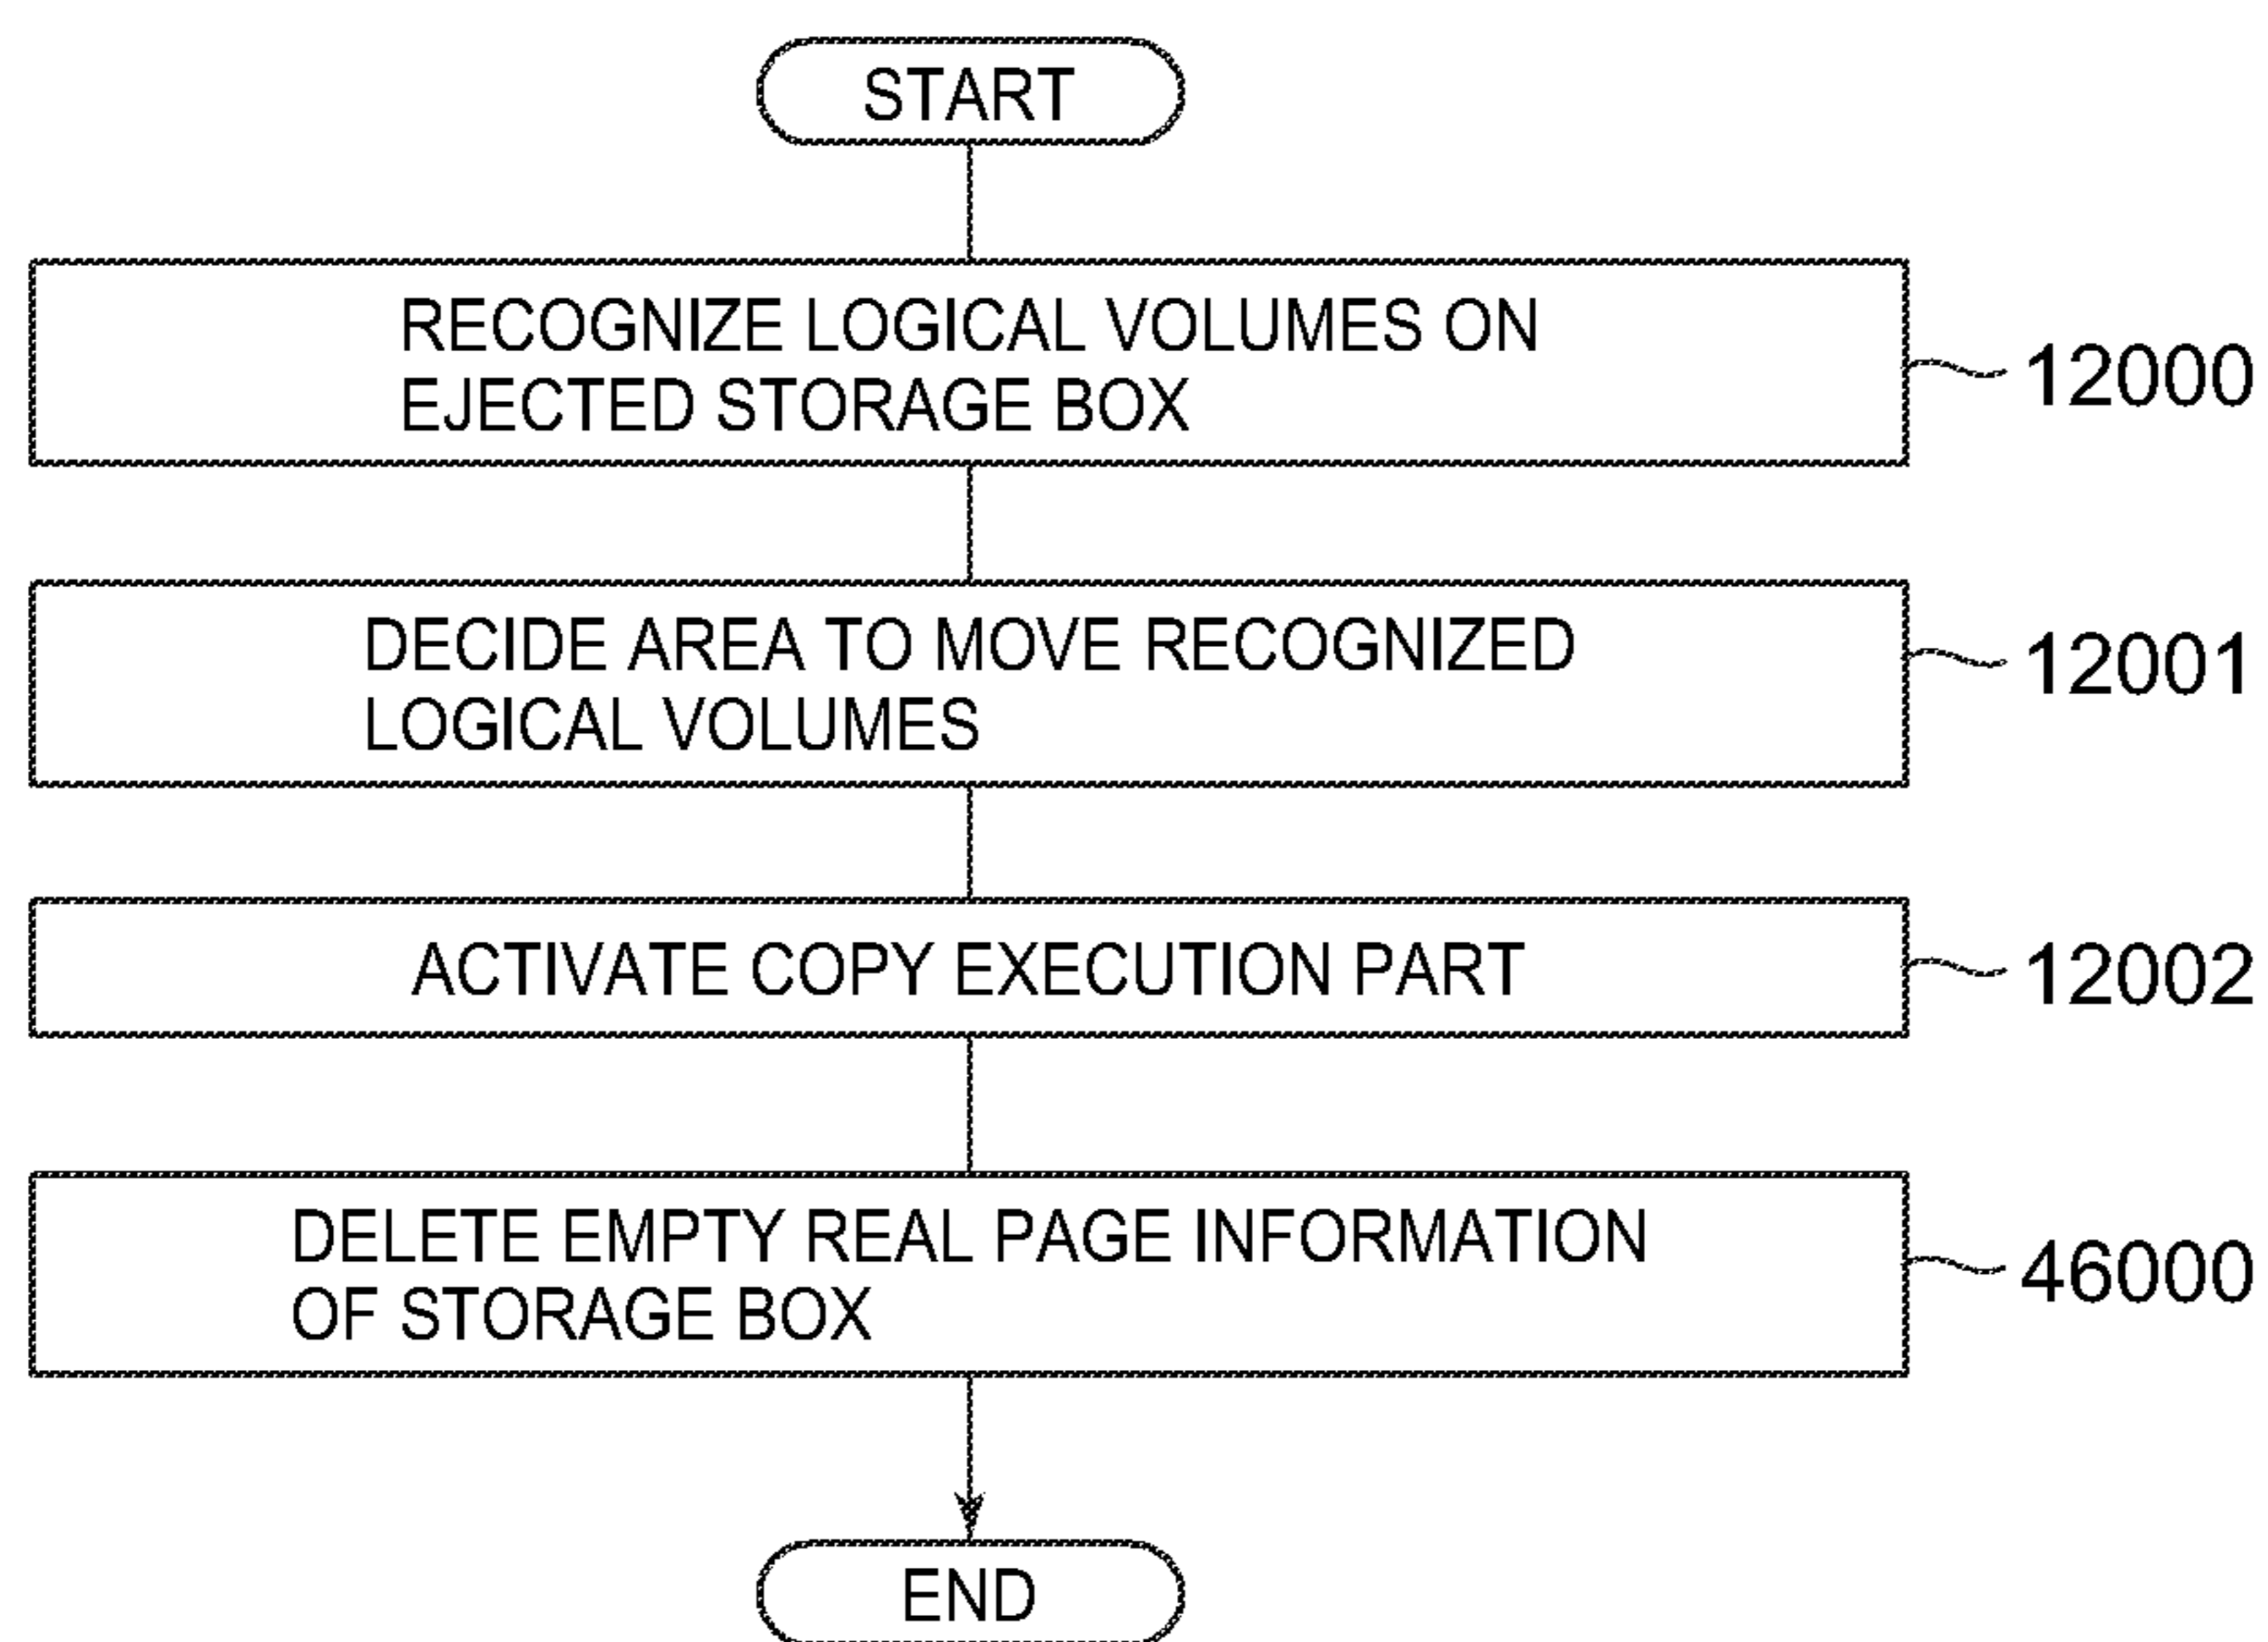 START
RECOGNIZE LOGICAL VOLUMES ON
EJECTED STORAGE BOX
12000
DECIDE AREA TO MOVE RECOGNIZED
LOGICAL VOLUMES
12001
ACTIVATE COPY EXECUTION PART
12002
DELETE EMPTY REAL PAGE INFORMATION
OF STORAGE BOX
46000
END